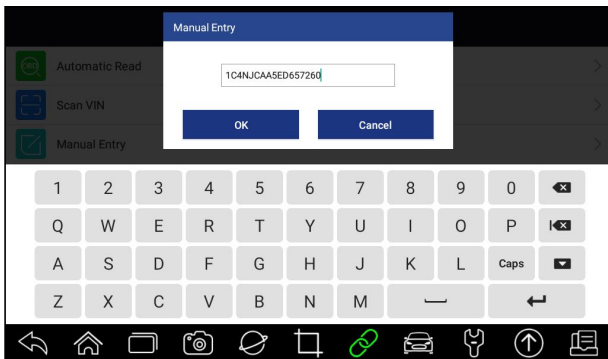 Manual Entry
1C4NJCAA5ED657260
OK Cancel
Automatic Read
Scan VIN
Manual Entry
1 2 3 4 5 6 7 8 9 0
Q W E R T Y U I O P
A S D F G H J K L Caps
Z X C V B N M